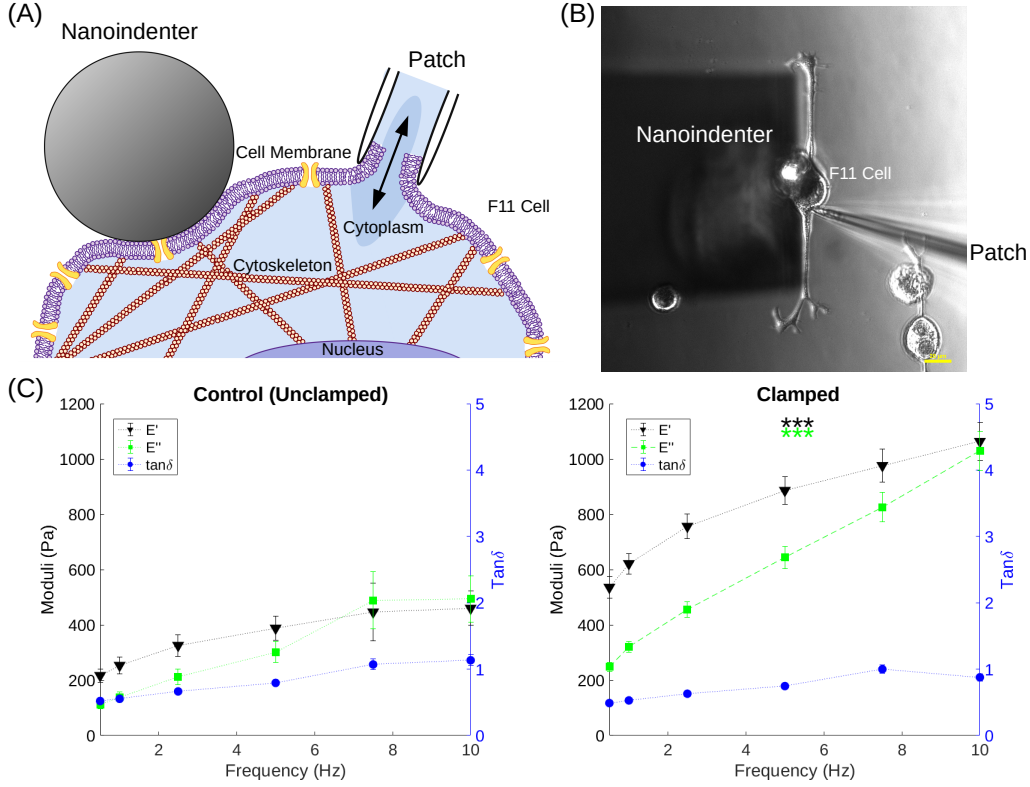 (A)
Nanoindenter
Patch
Cell Membrane
F11 Cell
Cytoplasm
Cytoskeleton
Nucleus
(B)
Nanoindenter
F11 Cell
Patch
(C)
Control (Unclamped)
E'
E''
tanδ
1200
1000
800
600
400
200
0
Moduli (Pa)
5
4
3
2
1
0
Tanδ
2 4 6 8 10
Frequency (Hz)
Clamped
***
***
E'
E''
tanδ
1200
1000
800
600
400
200
0
Moduli (Pa)
5
4
3
2
1
0
Tanδ
2 4 6 8 10
Frequency (Hz)